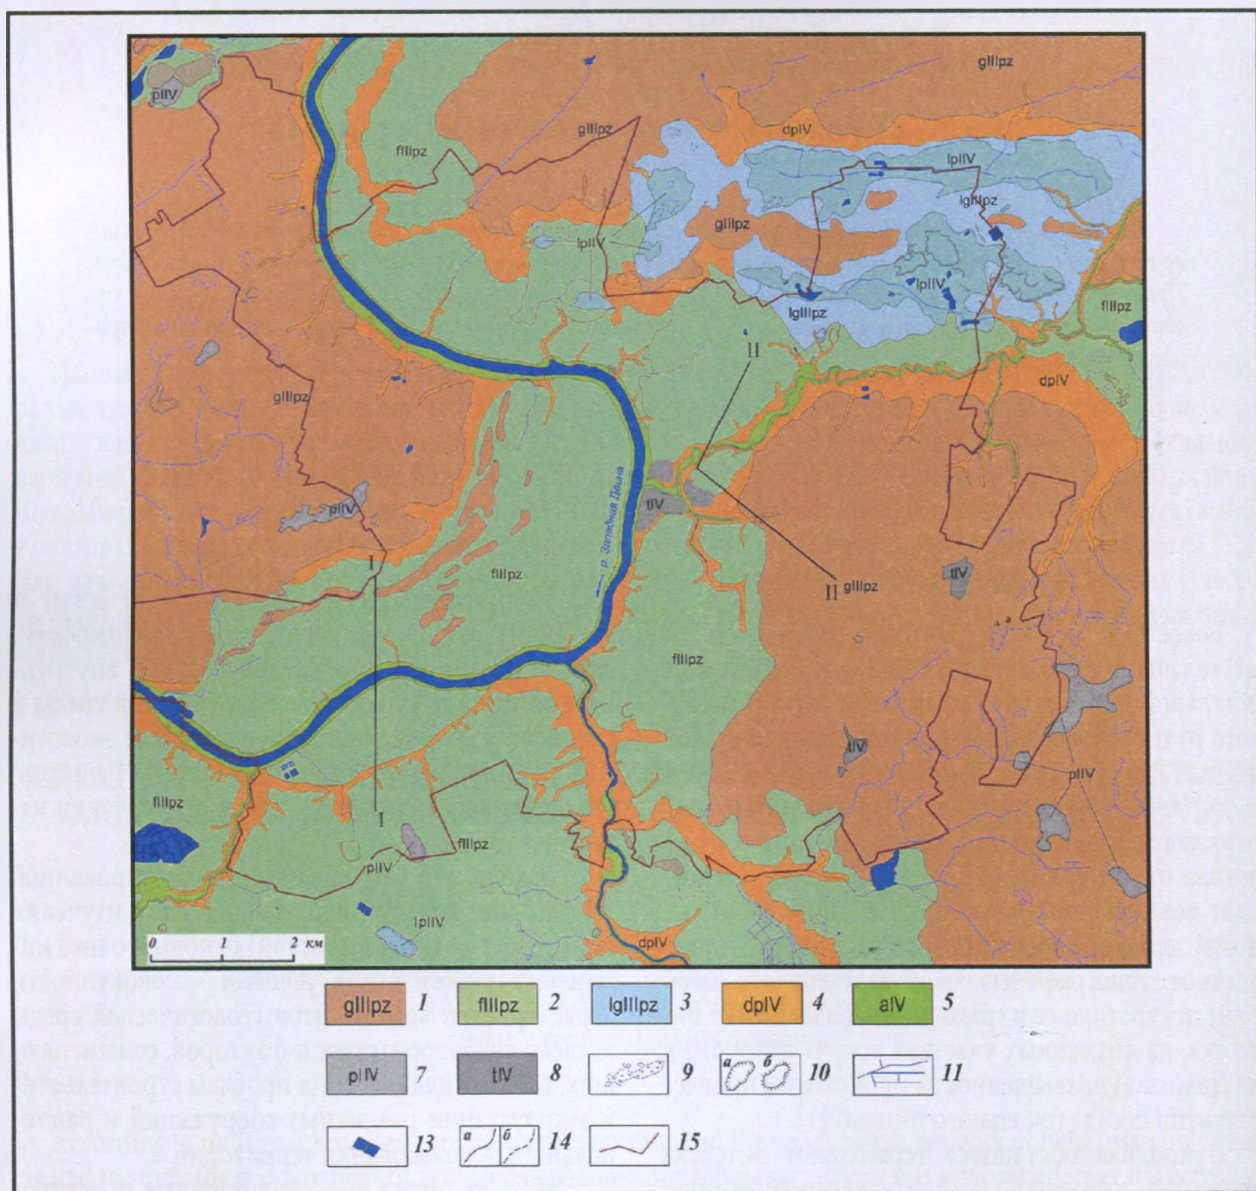 gIIIpz
pIIV
gIIIpz
dpIV
fIIIpz
lpIIV
lgIIIpz
gIIIpz
lpIIV
lpIIV
fIIIpz
lgIIIpz
II
dpIV
gIIIpz
р. Западная Двина
pIIV
tIV
I
fIIIpz
tIV
II
gIIIpz
fIIIpz
tIV
pIIV
fIIIpz
I
fIIIpz
pIIV
lpIIV
dpIV
0 1 2 км
gIIIpz 1 fIIIpz 2 lgIIIpz 3 dpIV 4 aIV 5
pIIV 7 tIV 8 9 а б 10 11
13 а б 14 15